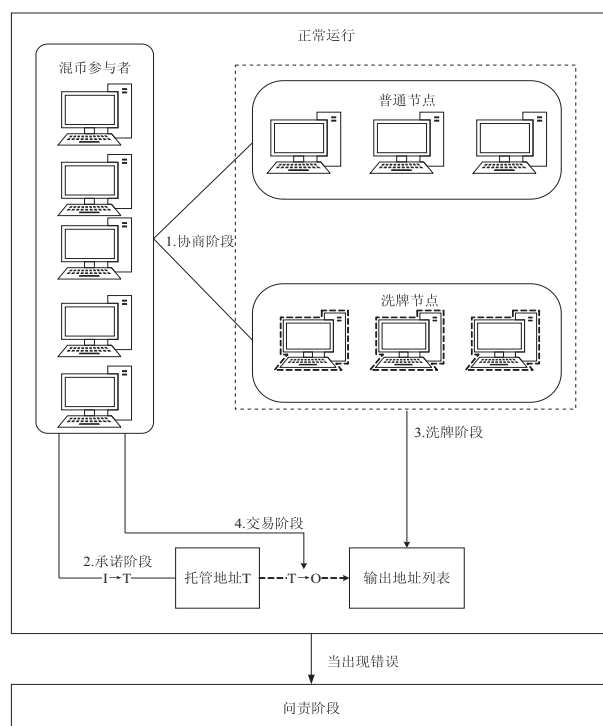 正常运行
混币参与者
普通节点
1.协商阶段
洗牌节点
3.洗牌阶段
4.交易阶段
2.承诺阶段
I→T
托管地址T
T→O
输出地址列表
当出现错误
问责阶段